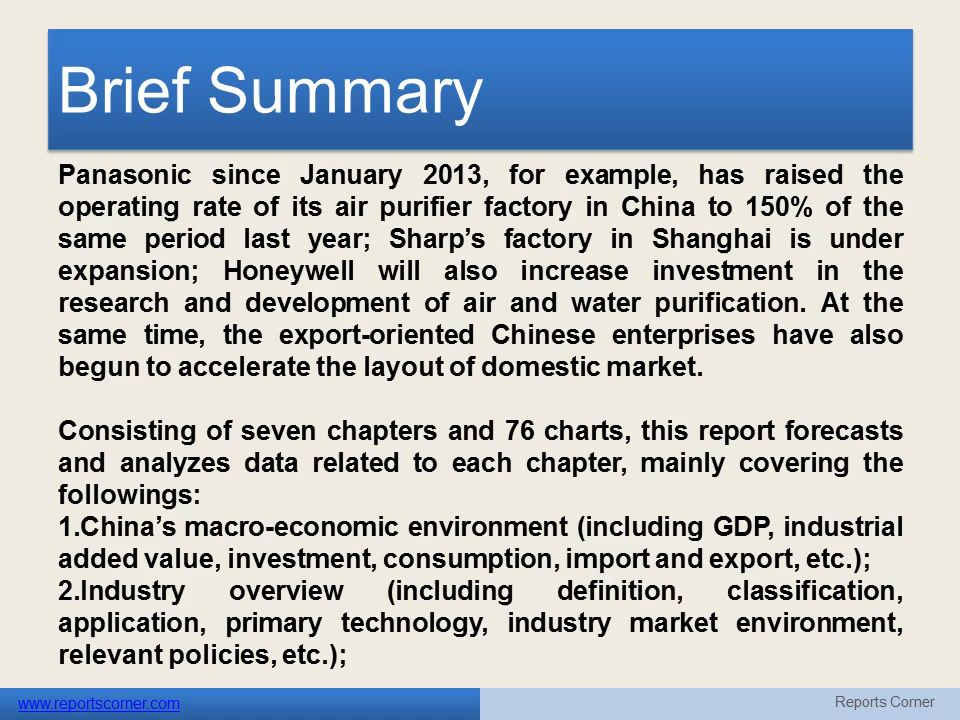 Brief Summary
Panasonic since January 2013, for example, has raised the
operating rate of its air purifier factory in China to 150% of the
same period last year; Sharp’s factory in Shanghai is under
expansion; Honeywell will also increase investment in the
research and development of air and water purification. At the
same time, the export-oriented Chinese enterprises have also
begun to accelerate the layout of domestic market.
Consisting of seven chapters and 76 charts, this report forecasts
and analyzes data related to each chapter, mainly covering the
followings:
1.China’s macro-economic environment (including GDP, industrial
added value, investment, consumption, import and export, etc.);
2.Industry overview (including definition, classification,
application, primary technology, industry market environment,
relevant policies, etc.);
www.reportscorner.com
Reports Corner